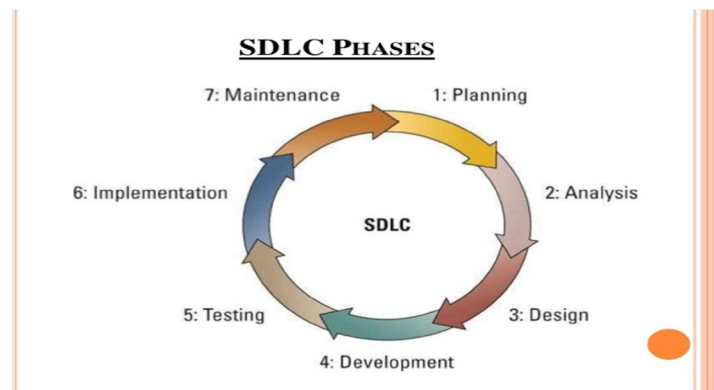 SDLC PHASES
7: Maintenance
1: Planning
6: Implementation
2: Analysis
SDLC
5: Testing
3: Design
4: Development